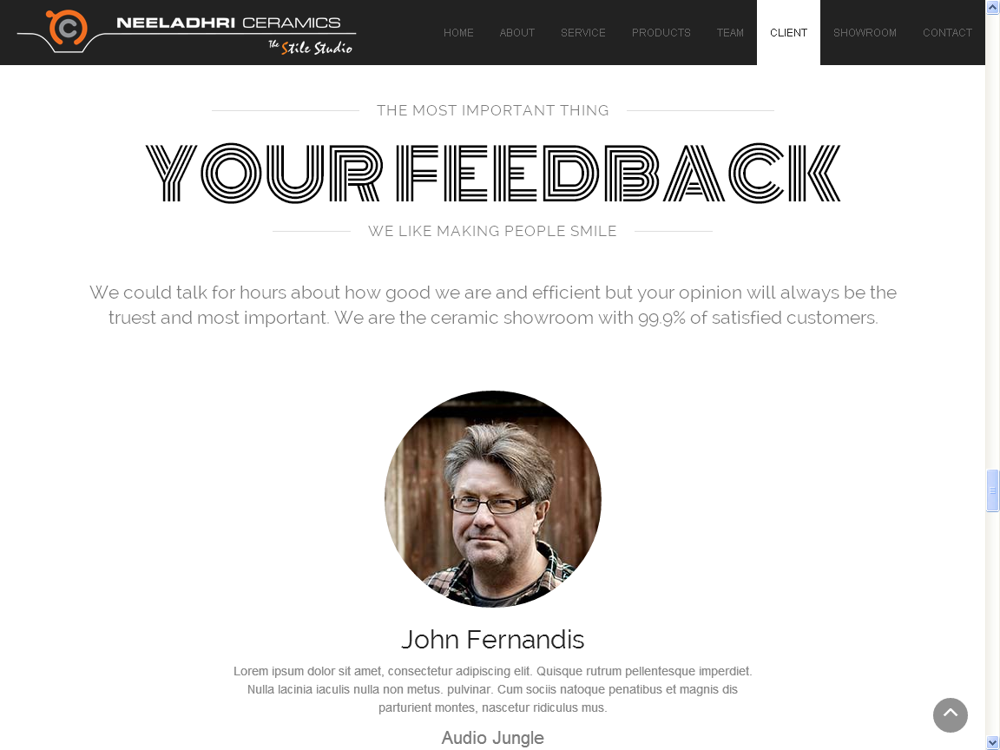 NEELADHRI CERAMICS
The Stile Studio
HOME ABOUT SERVICE PRODUCTS TEAM CLIENT SHOWROOM CONTACT
THE MOST IMPORTANT THING
YOUR FEEDBACK
WE LIKE MAKING PEOPLE SMILE
We could talk for hours about how good we are and efficient but your opinion will always be the
truest and most important. We are the ceramic showroom with 99.9% of satisfied customers.
John Fernandis
Lorem ipsum dolor sit amet, consectetur adipiscing elit. Quisque rutrum pellentesque imperdiet.
Nulla lacinia iaculis nulla non metus. pulvinar. Cum sociis natoque penatibus et magnis dis
parturient montes, nascetur ridiculus mus.
Audio Jungle